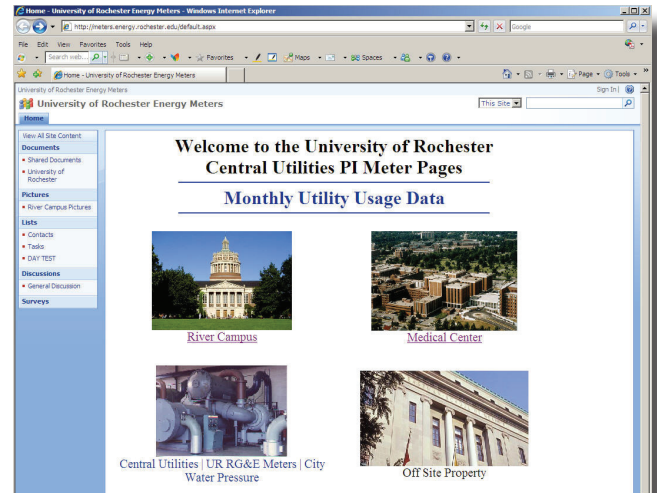 Home - University of Rochester Energy Meters - Windows Internet Explorer
http://meters.energy.rochester.edu/default.aspx
Google
File Edit View Favorites Tools Help
Search web... Favorites Maps Spaces
Home - University of Rochester Energy Meters
Page Tools
University of Rochester Energy Meters
Sign In
University of Rochester Energy Meters
This Site
Home
View All Site Content
Documents
Shared Documents
University of
Rochester
Pictures
River Campus Pictures
Lists
Contacts
Tasks
DAY TEST
Discussions
General Discussion
Surveys
Welcome to the University of Rochester
Central Utilities PI Meter Pages
Monthly Utility Usage Data
River Campus
Medical Center
Central Utilities | UR RG&E Meters | City
Water Pressure
Off Site Property